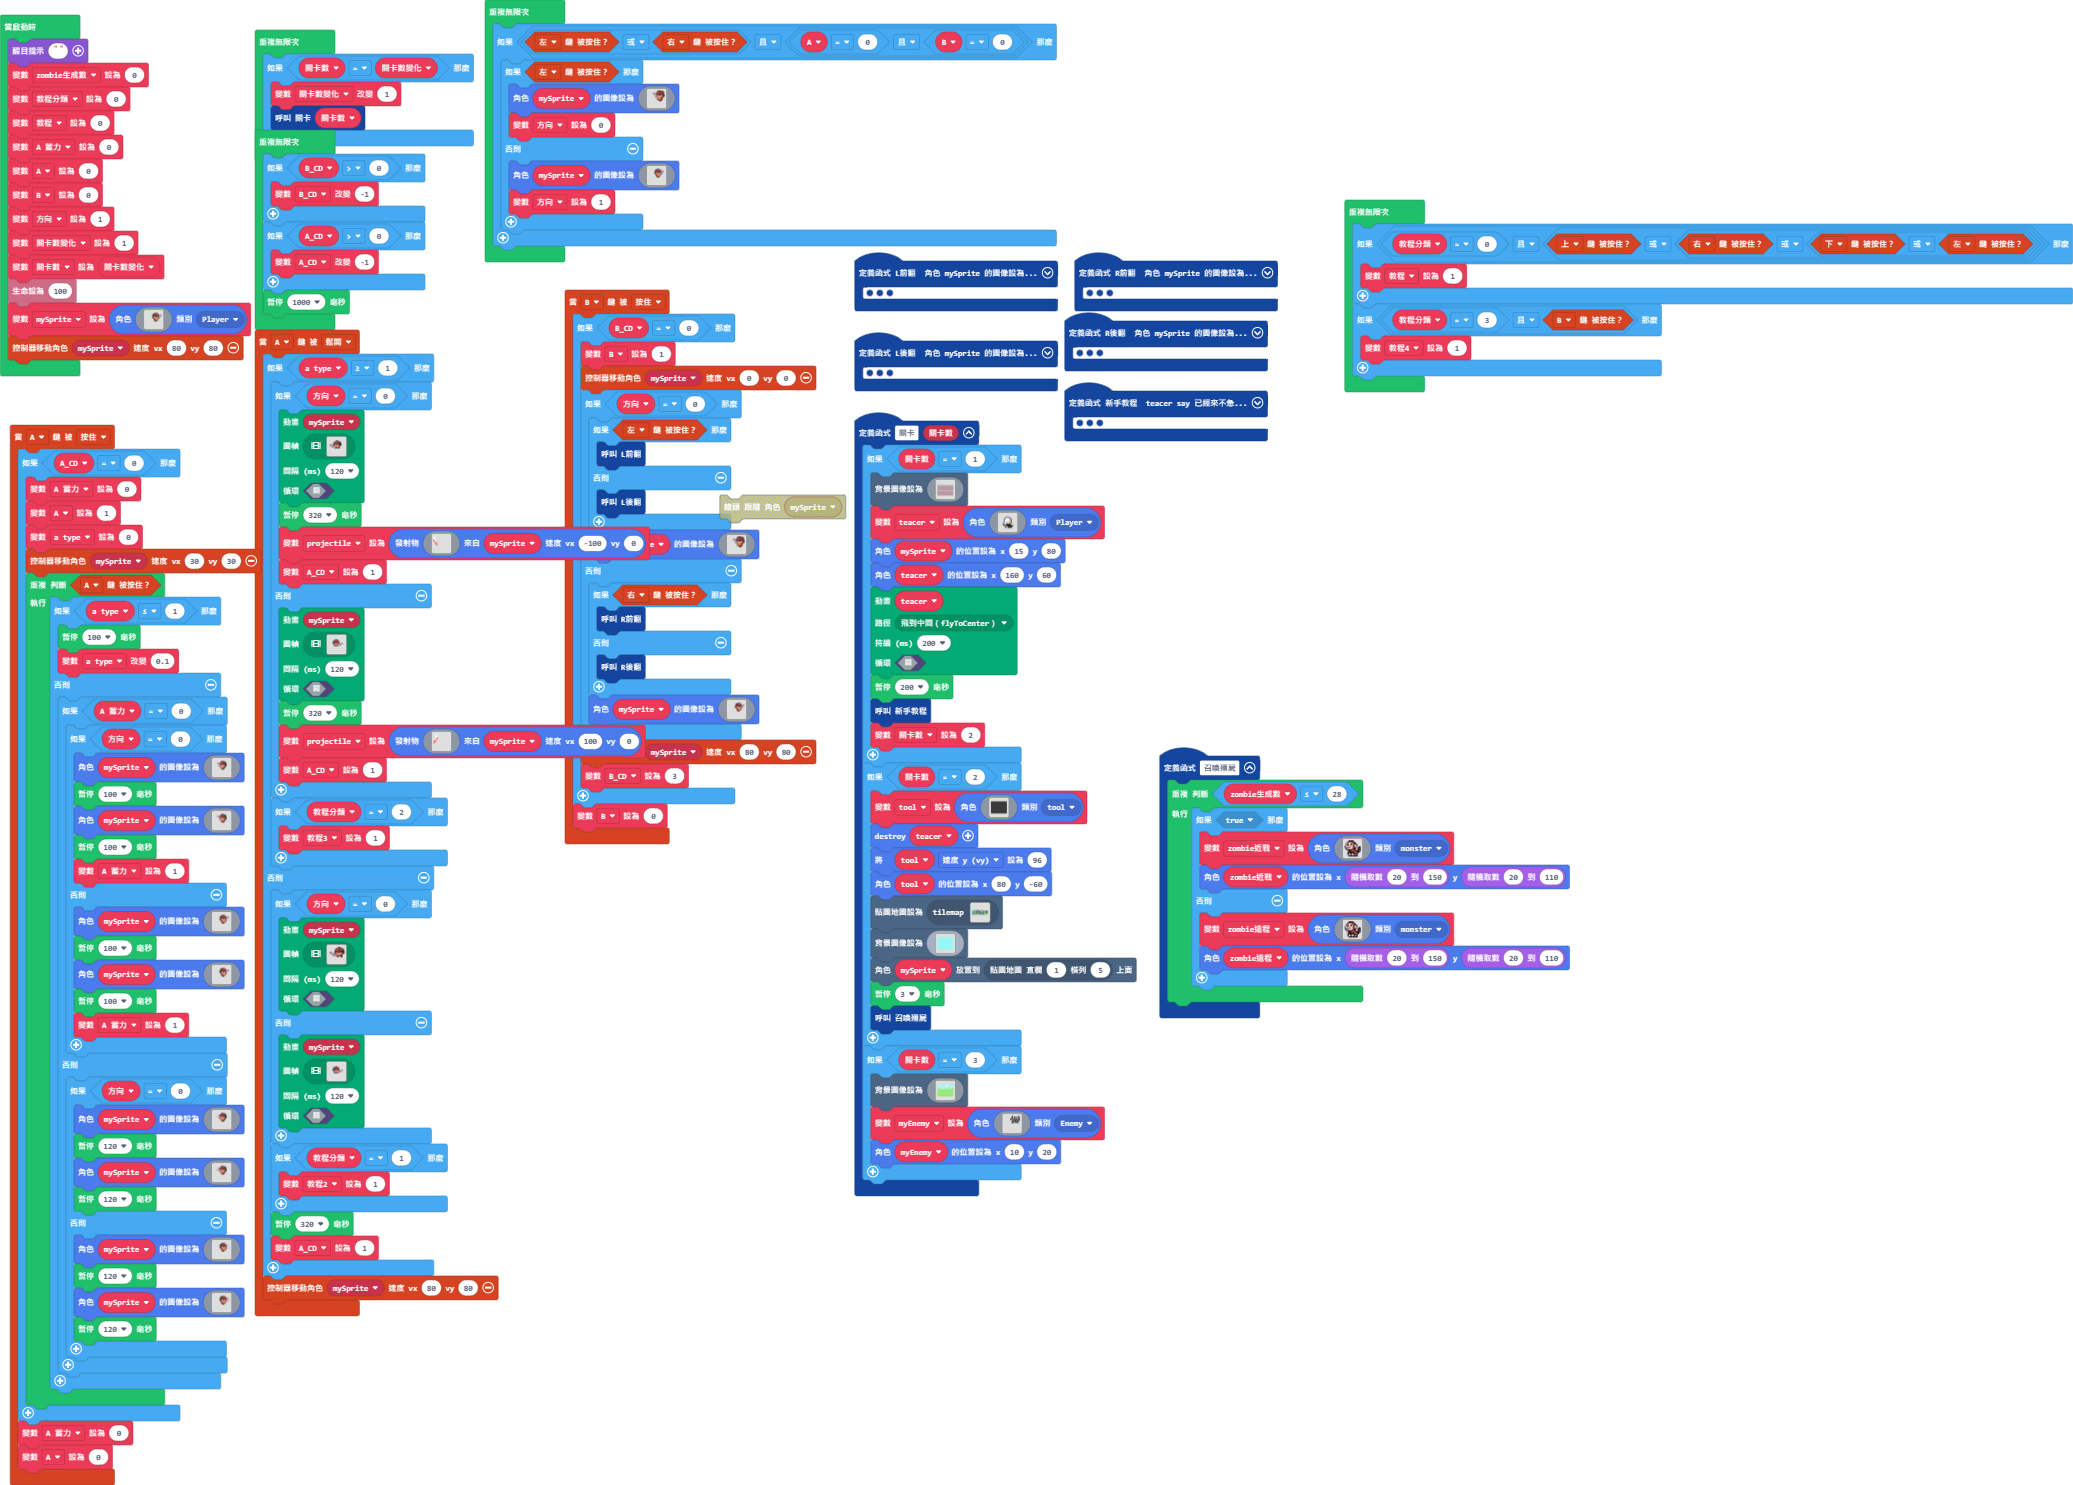 當啟動時
醒目提示 " "
變數 zombie生成數 設為 0
變數 教程分類 設為 0
變數 教程 設為 0
變數 A 蓄力 設為 0
變數 A 設為 0
變數 B 設為 0
變數 方向 設為 1
變數 關卡數變化 設為 1
變數 關卡數 設為 關卡數變化
生命設為 100
變數 mySprite 設為 角色 類別 Player
控制器移動角色 mySprite 速度 vx 80 vy 80
重複無限次
如果 關卡數 = 關卡數變化 那麼
變數 關卡數變化 改變 1
呼叫 關卡 關卡數
重複無限次
如果 B_CD > 0 那麼
變數 B_CD 改變 -1
如果 A_CD > 0 那麼
變數 A_CD 改變 -1
暫停 1000 毫秒
重複無限次
如果 左 鍵 被按住？ 或 右 鍵 被按住？ 且 A = 0 且 B = 0 那麼
如果 左 鍵 被按住？ 那麼
角色 mySprite 的圖像設為
變數 方向 設為 0
否則
角色 mySprite 的圖像設為
變數 方向 設為 1
重複無限次
如果 教程分類 = 0 且 上 鍵 被按住？ 或 右 鍵 被按住？ 或 下 鍵 被按住？ 或 左 鍵 被按住？ 那麼
變數 教程 設為 1
如果 教程分類 = 3 且 B 鍵 被按住？ 那麼
變數 教程4 設為 1
當 A 鍵 被 按住
如果 A_CD = 0 那麼
變數 A 蓄力 設為 0
變數 A 設為 1
變數 a type 設為 0
控制器移動角色 mySprite 速度 vx 30 vy 30
重複 判斷 A 鍵 被按住？
執行 如果 a type ≤ 1 那麼
暫停 100 毫秒
變數 a type 改變 0.1
否則
如果 A 蓄力 = 0 那麼
如果 方向 = 0 那麼
角色 mySprite 的圖像設為
暫停 100 毫秒
角色 mySprite 的圖像設為
暫停 100 毫秒
變數 A 蓄力 設為 1
否則
角色 mySprite 的圖像設為
暫停 100 毫秒
角色 mySprite 的圖像設為
暫停 100 毫秒
變數 A 蓄力 設為 1
否則
如果 方向 = 0 那麼
角色 mySprite 的圖像設為
暫停 120 毫秒
角色 mySprite 的圖像設為
暫停 120 毫秒
否則
角色 mySprite 的圖像設為
暫停 120 毫秒
角色 mySprite 的圖像設為
暫停 120 毫秒
變數 A 蓄力 設為 0
變數 A 設為 0
當 A 鍵 被 鬆開
如果 a type ≥ 1 那麼
如果 方向 = 0 那麼
動畫 mySprite
圖幀
間隔 (ms) 120
循環
暫停 320 毫秒
變數 projectile 設為 發射物 來自 mySprite 速度 vx -100 vy 0
變數 A_CD 設為 1
否則
動畫 mySprite
圖幀
間隔 (ms) 120
循環
暫停 320 毫秒
變數 projectile 設為 發射物 來自 mySprite 速度 vx 100 vy 0
變數 A_CD 設為 1
如果 教程分類 = 2 那麼
變數 教程3 設為 1
否則
如果 方向 = 0 那麼
動畫 mySprite
圖幀
間隔 (ms) 120
循環
否則
動畫 mySprite
圖幀
間隔 (ms) 120
循環
如果 教程分類 = 1 那麼
變數 教程2 設為 1
暫停 320 毫秒
變數 A_CD 設為 1
控制器移動角色 mySprite 速度 vx 80 vy 80
當 B 鍵 被 按住
如果 B_CD = 0 那麼
變數 B 設為 1
控制器移動角色 mySprite 速度 vx 0 vy 0
如果 方向 = 0 那麼
如果 左 鍵 被按住？ 那麼
呼叫 L前翻
否則
呼叫 L後翻
e 的圖像設為
否則
如果 右 鍵 被按住？ 那麼
呼叫 R前翻
否則
呼叫 R後翻
角色 mySprite 的圖像設為
mySprite 速度 vx 80 vy 80
變數 B_CD 設為 3
變數 B 設為 0
鏡頭 跟隨 角色 mySprite
定義函式 L前翻 角色 mySprite 的圖像設為...
定義函式 R前翻 角色 mySprite 的圖像設為...
定義函式 L後翻 角色 mySprite 的圖像設為...
定義函式 R後翻 角色 mySprite 的圖像設為...
定義函式 新手教程 teacer say 已經來不急...
定義函式 關卡 關卡數
如果 關卡數 = 1 那麼
背景圖像設為
變數 teacer 設為 角色 類別 Player
角色 mySprite 的位置設為 x 15 y 80
角色 teacer 的位置設為 x 160 y 60
動畫 teacer
路徑 飛到中間 ( flyToCenter )
持續 (ms) 200
循環
暫停 200 毫秒
呼叫 新手教程
變數 關卡數 設為 2
如果 關卡數 = 2 那麼
變數 tool 設為 角色 類別 tool
destroy teacer
將 tool 速度 y (vy) 設為 96
角色 tool 的位置設為 x 80 y -60
貼圖地圖設為 tilemap
背景圖像設為
角色 mySprite 放置到 貼圖地圖 直欄 1 橫列 5 上面
暫停 3 毫秒
呼叫 召喚殭屍
如果 關卡數 = 3 那麼
背景圖像設為
變數 myEnemy 設為 角色 類別 Enemy
角色 myEnemy 的位置設為 x 10 y 20
定義函式 召喚殭屍
重複 判斷 zombie生成數 ≤ 28
執行 如果 true 那麼
變數 zombie近戰 設為 角色 類別 monster
角色 zombie近戰 的位置設為 x 隨機取數 20 到 150 y 隨機取數 20 到 110
否則
變數 zombie遠程 設為 角色 類別 monster
角色 zombie遠程 的位置設為 x 隨機取數 20 到 150 y 隨機取數 20 到 110